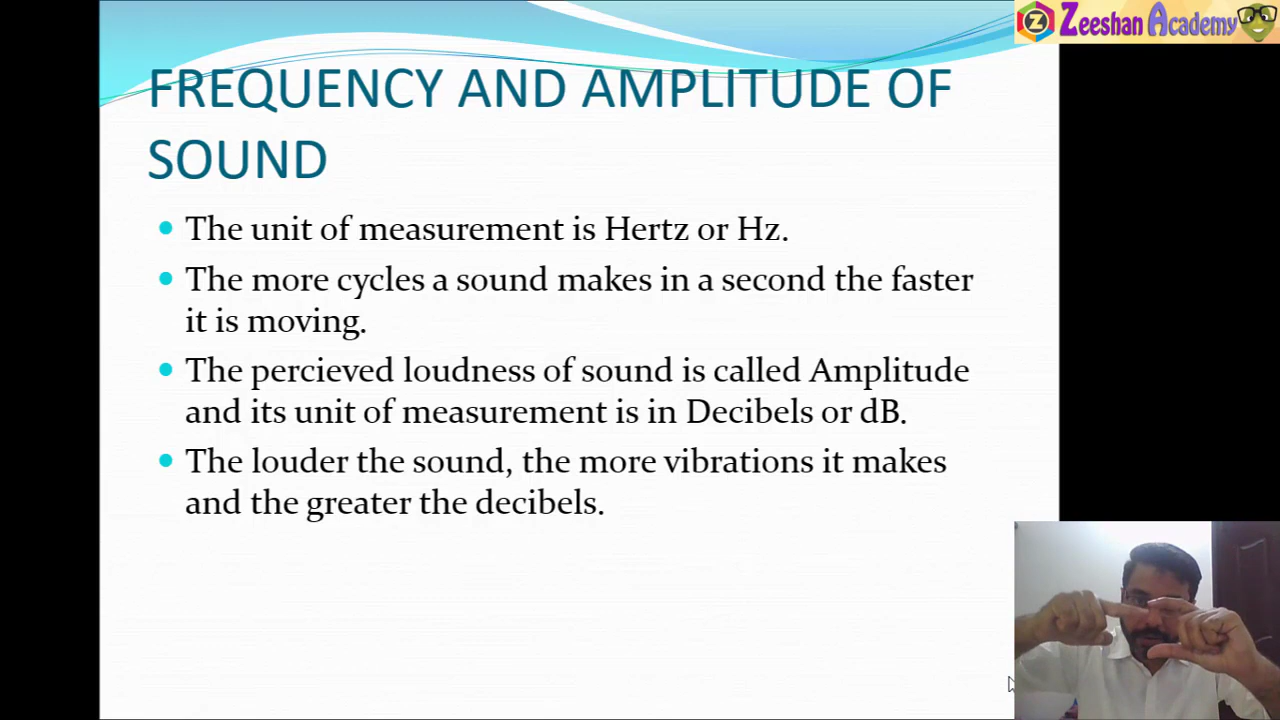 Zeeshan Academy
FREQUENCY AND AMPLITUDE OF
SOUND
The unit of measurement is Hertz or Hz.
The more cycles a sound makes in a second the faster
it is moving.
The percieved loudness of sound is called Amplitude
and its unit of measurement is in Decibels or dB.
The louder the sound, the more vibrations it makes
and the greater the decibels.